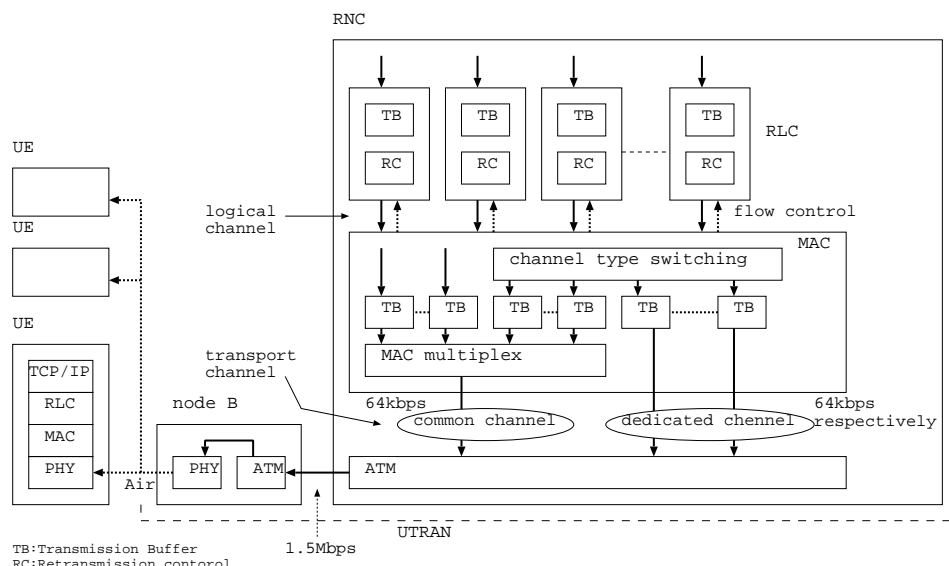 RNC
TB
TB
TB
TB
RLC
RC
RC
RC
RC
UE
UE
UE
logical
channel
flow control
MAC
channel type switching
TB
TB
TB
TB
TB
TB
MAC multiplex
transport
channel
64kbps
common channel
dedicated chennel
64kbps
respectively
TCP/IP
RLC
MAC
PHY
node B
PHY
ATM
ATM
Air
UTRAN
1.5Mbps
TB:Transmission Buffer
RC:Retransmission contorol